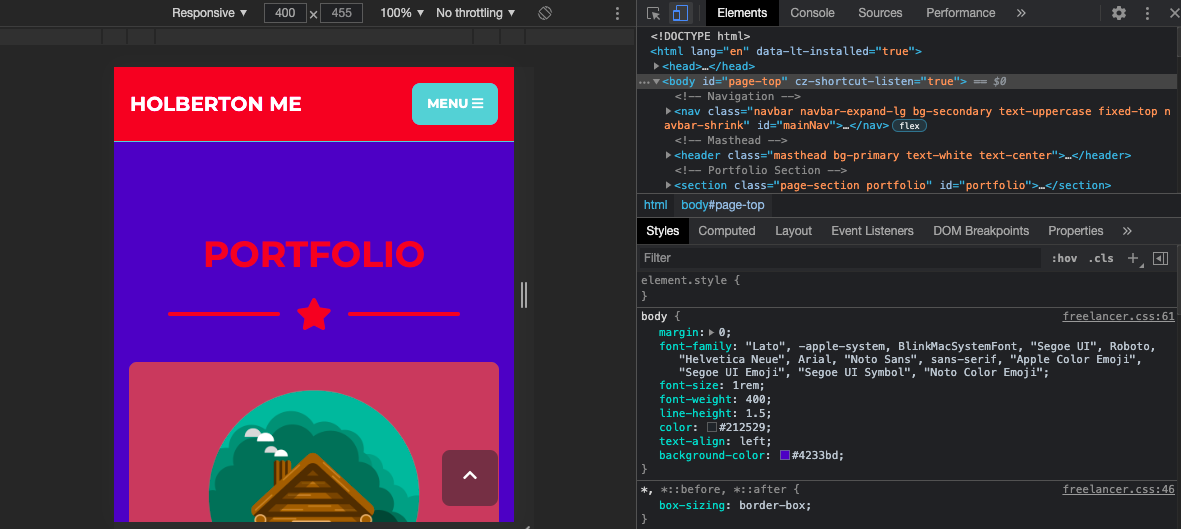 Responsive ▼ 400 × 455 100% ▼ No throttling ▼
HOLBERTON ME
MENU
PORTFOLIO
Elements Console Sources Performance »
<!DOCTYPE html>
<html lang="en" data-lt-installed="true">
▶<head>…</head>
…▼<body id="page-top" cz-shortcut-listen="true"> == $0
<!-- Navigation -->
▶<nav class="navbar navbar-expand-lg bg-secondary text-uppercase fixed-top n
avbar-shrink" id="mainNav">…</nav> flex
<!-- Masthead -->
▶<header class="masthead bg-primary text-white text-center">…</header>
<!-- Portfolio Section -->
▶<section class="page-section portfolio" id="portfolio">…</section>
html body#page-top
Styles Computed Layout Event Listeners DOM Breakpoints Properties »
Filter :hov .cls +
element.style {
}
body { freelancer.css:61
margin:▶ 0;
font-family: "Lato", -apple-system, BlinkMacSystemFont, "Segoe UI", Roboto,
"Helvetica Neue", Arial, "Noto Sans", sans-serif, "Apple Color Emoji",
"Segoe UI Emoji", "Segoe UI Symbol", "Noto Color Emoji";
font-size: 1rem;
font-weight: 400;
line-height: 1.5;
color: #212529;
text-align: left;
background-color: #4233bd;
}
*, *::before, *::after { freelancer.css:46
box-sizing: border-box;
}